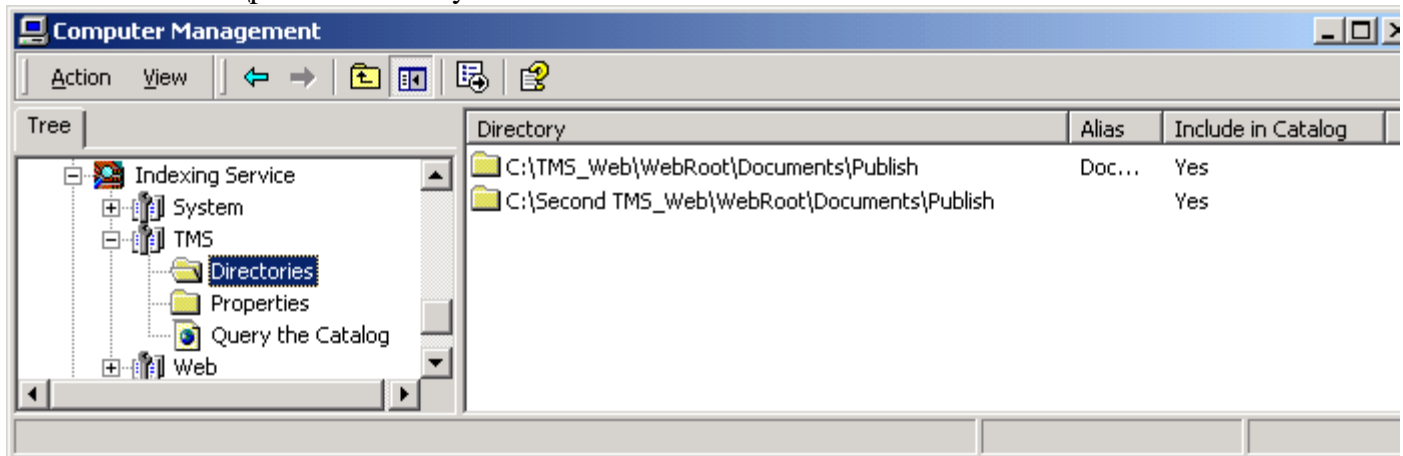 Computer Management
Action View
Tree
Directory Alias Include in Catalog
Indexing Service
System
TMS
Directories
Properties
Query the Catalog
Web
C:\TMS_Web\WebRoot\Documents\Publish Doc... Yes
C:\Second TMS_Web\WebRoot\Documents\Publish Yes